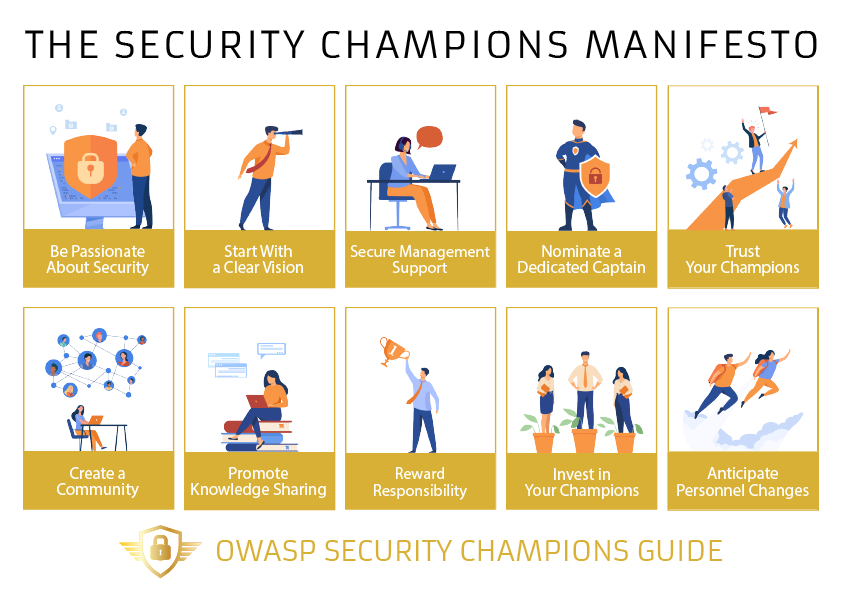 THE SECURITY CHAMPIONS MANIFESTO
Be Passionate
About Security
Start With
a Clear Vision
Secure Management
Support
Nominate a
Dedicated Captain
Trust
Your Champions
Create a
Community
Promote
Knowledge Sharing
Reward
Responsibility
Invest in
Your Champions
Anticipate
Personnel Changes
OWASP SECURITY CHAMPIONS GUIDE